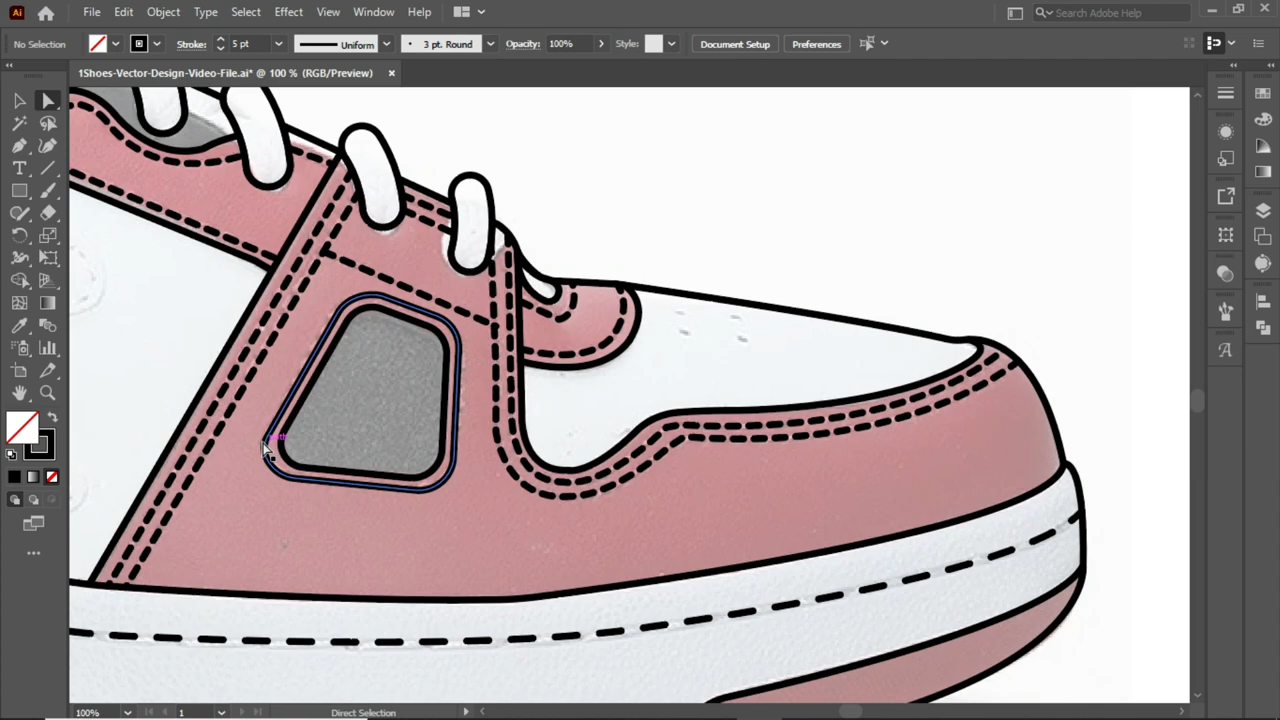 Ai
File Edit Object Type Select Effect View Window Help
Search Adobe Help
No Selection
Stroke: 5 pt
Uniform
3 pt. Round
Opacity: 100%
Style:
Document Setup
Preferences
1Shoes-Vector-Design-Video-File.ai* @ 100 % (RGB/Preview)
100%
1
Direct Selection